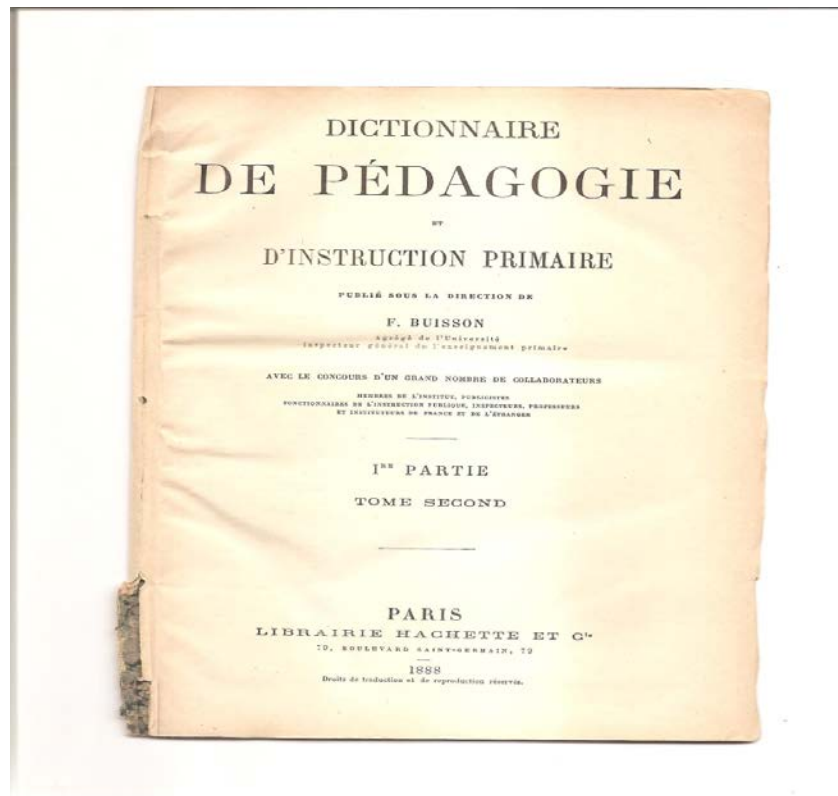 DICTIONNAIRE
DE PÉDAGOGIE
ET
D'INSTRUCTION PRIMAIRE
PUBLIÉ SOUS LA DIRECTION DE
F. BUISSON
agrégé de l'Université
inspecteur général de l'enseignement primaire
AVEC LE CONCOURS D'UN GRAND NOMBRE DE COLLABORATEURS
MEMBRES DE L'INSTITUT, PUBLICISTES
FONCTIONNAIRES DE L'INSTRUCTION PUBLIQUE, INSPECTEURS, PROFESSEURS
ET INSTITUTEURS DE FRANCE ET DE L'ÉTRANGER
IRE PARTIE
TOME SECOND
PARIS
LIBRAIRIE HACHETTE ET Cie
79, BOULEVARD SAINT-GERMAIN, 79
1888
Droits de traduction et de reproduction réservés.